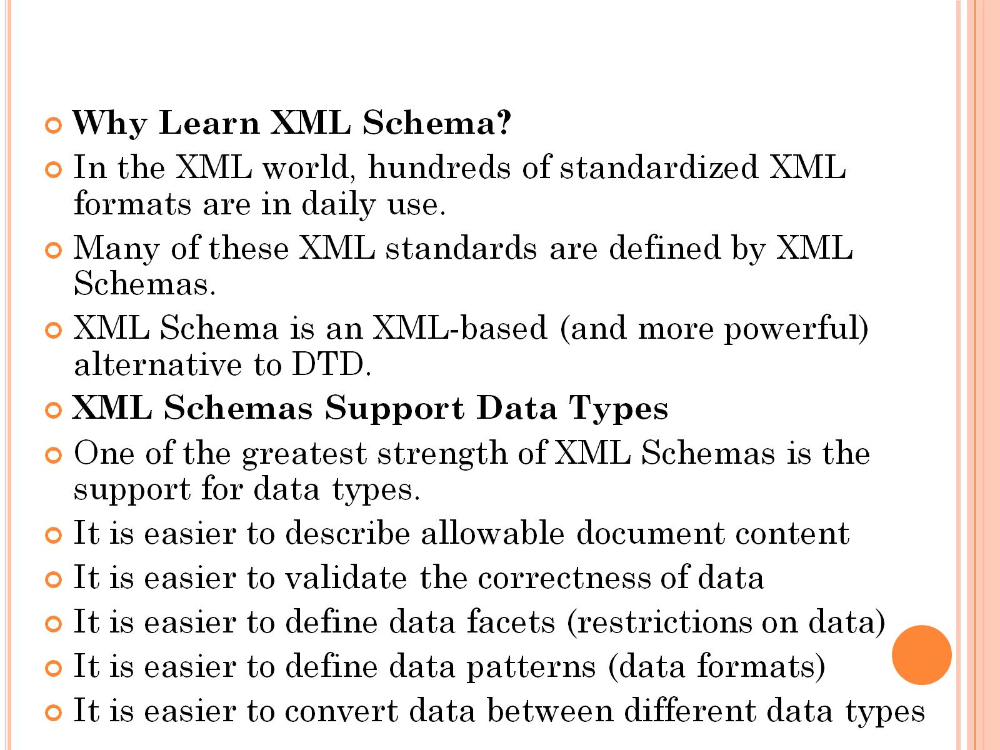 Why Learn XML Schema?
In the XML world, hundreds of standardized XML
formats are in daily use.
Many of these XML standards are defined by XML
Schemas.
XML Schema is an XML-based (and more powerful)
alternative to DTD.
XML Schemas Support Data Types
One of the greatest strength of XML Schemas is the
support for data types.
It is easier to describe allowable document content
It is easier to validate the correctness of data
It is easier to define data facets (restrictions on data)
It is easier to define data patterns (data formats)
It is easier to convert data between different data types